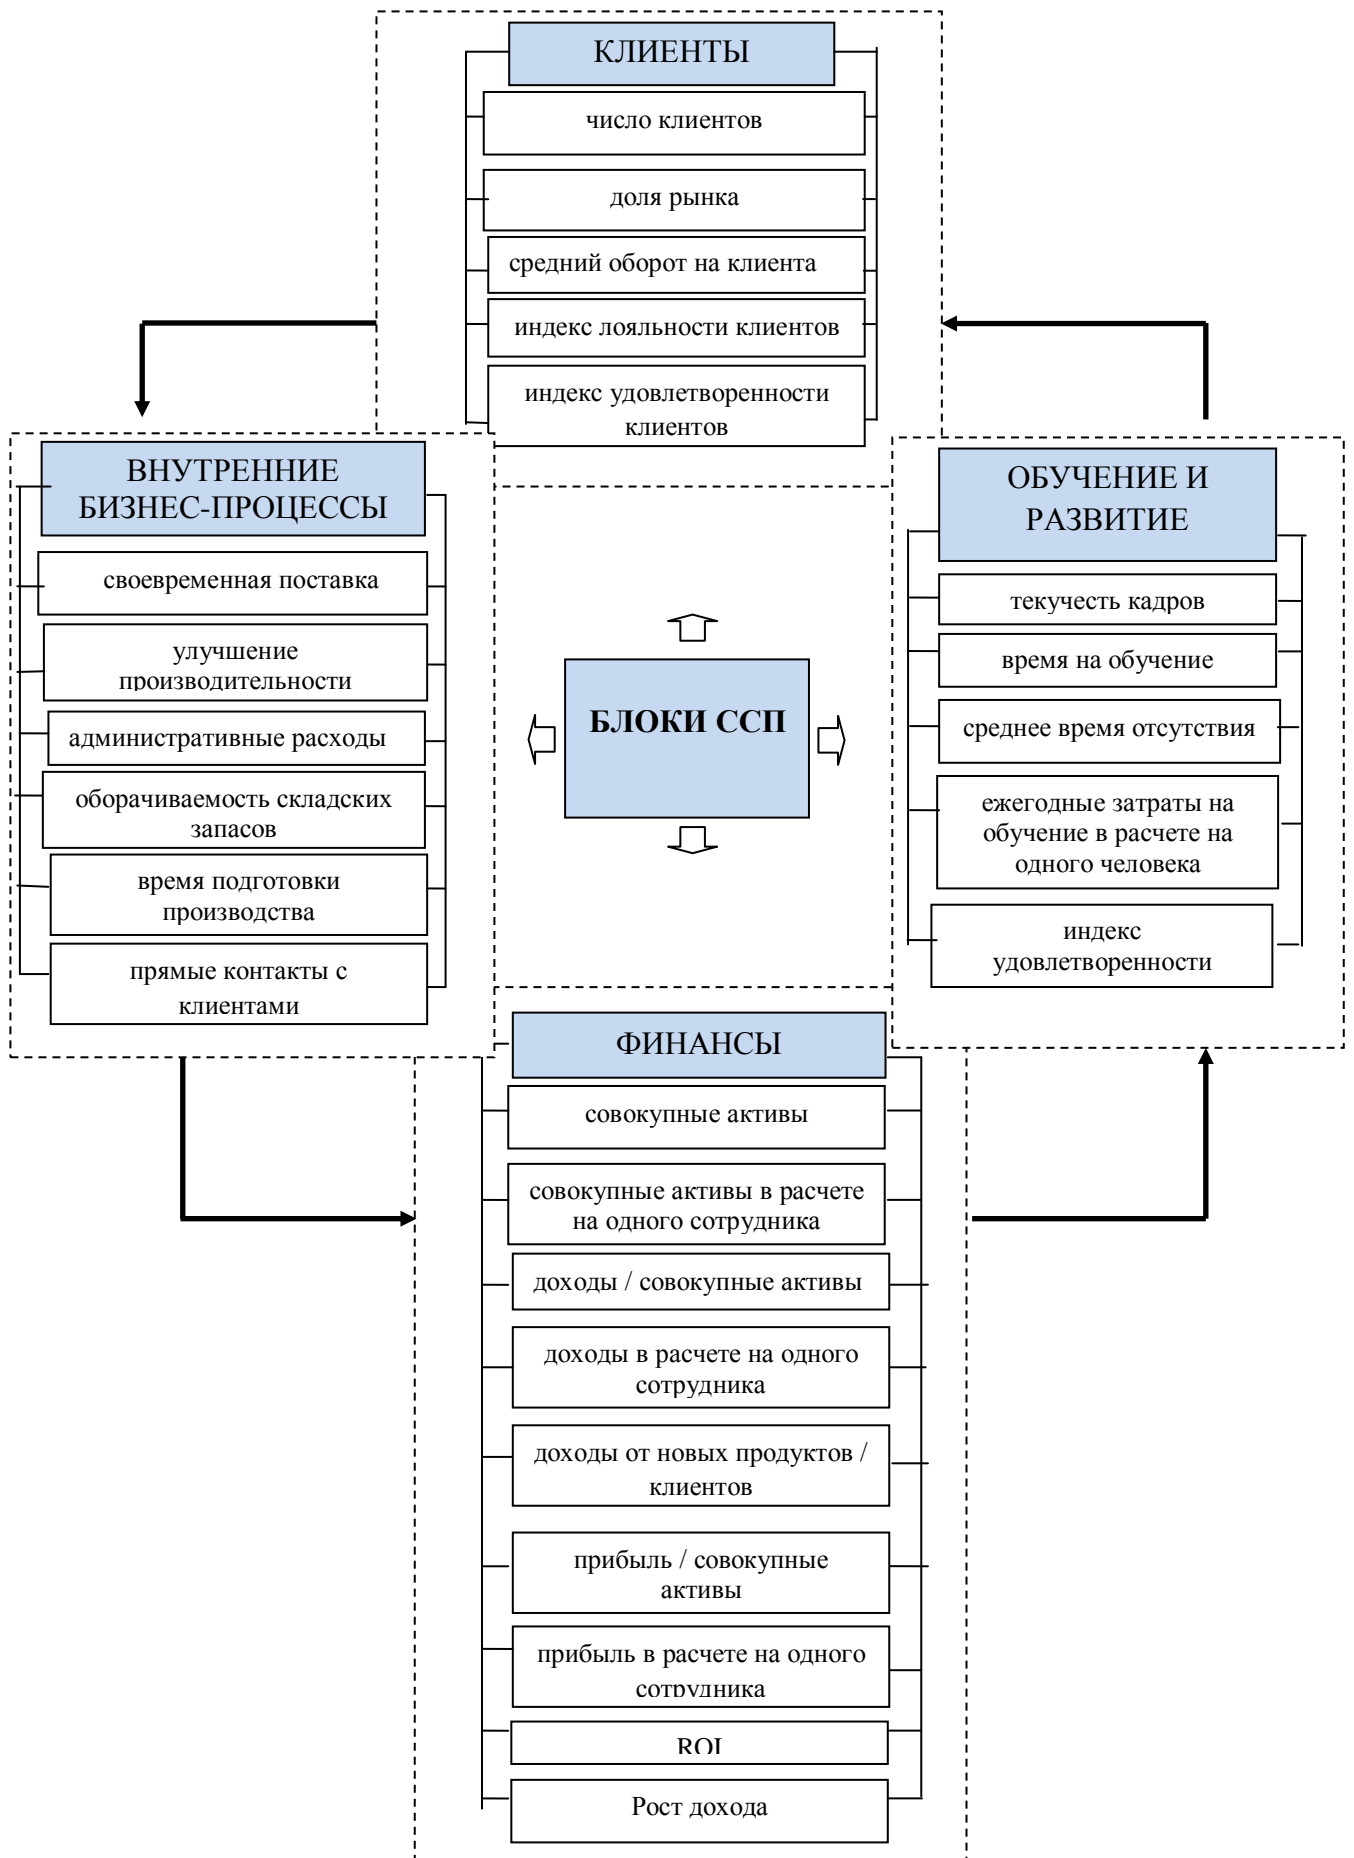 КЛИЕНТЫ
число клиентов
доля рынка
средний оборот на клиента
индекс лояльности клиентов
индекс удовлетворенности
клиентов
ВНУТРЕННИЕ
БИЗНЕС-ПРОЦЕССЫ
своевременная поставка
улучшение
производительности
административные расходы
оборачиваемость складских
запасов
время подготовки
производства
прямые контакты с
клиентами
БЛОКИ ССП
ОБУЧЕНИЕ И
РАЗВИТИЕ
текучесть кадров
время на обучение
среднее время отсутствия
ежегодные затраты на
обучение в расчете на
одного человека
индекс
удовлетворенности
ФИНАНСЫ
совокупные активы
совокупные активы в расчете
на одного сотрудника
доходы / совокупные активы
доходы в расчете на одного
сотрудника
доходы от новых продуктов /
клиентов
прибыль / совокупные
активы
прибыль в расчете на одного
сотрудника
ROI
Рост дохода